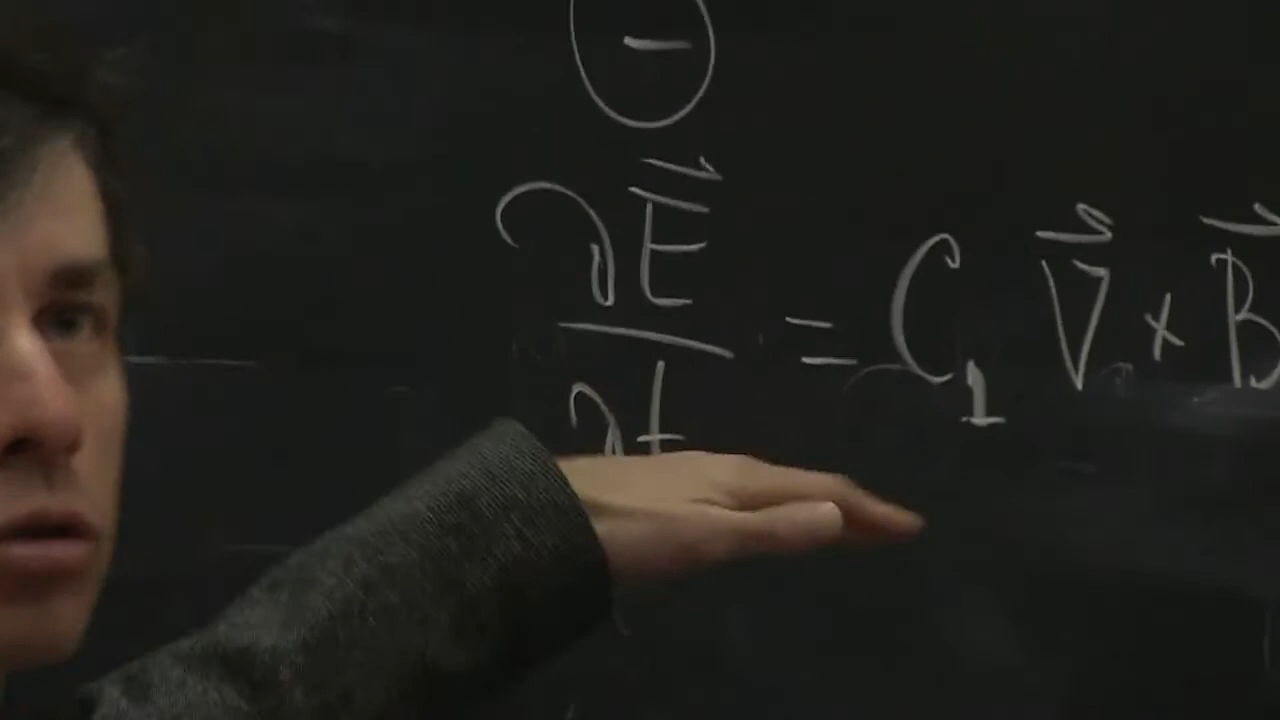 −
∂E⃗/∂t = C₁ ∇⃗ × B⃗